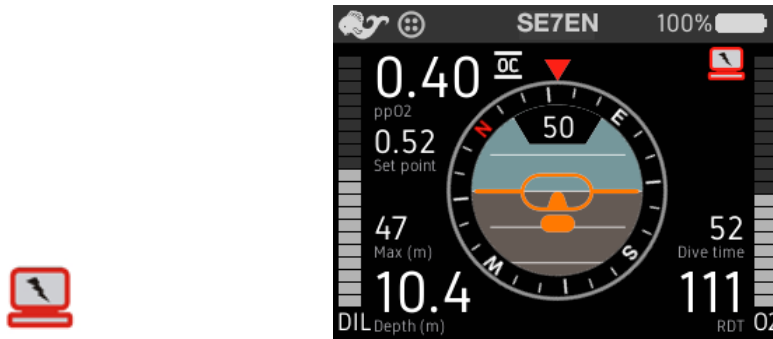 SE7EN 100%
0.40 OC
ppO2
0.52
Set point
50
N E S W
47
Max (m)
52
Dive time
10.4
Depth (m)
111
RDT
DIL
O2